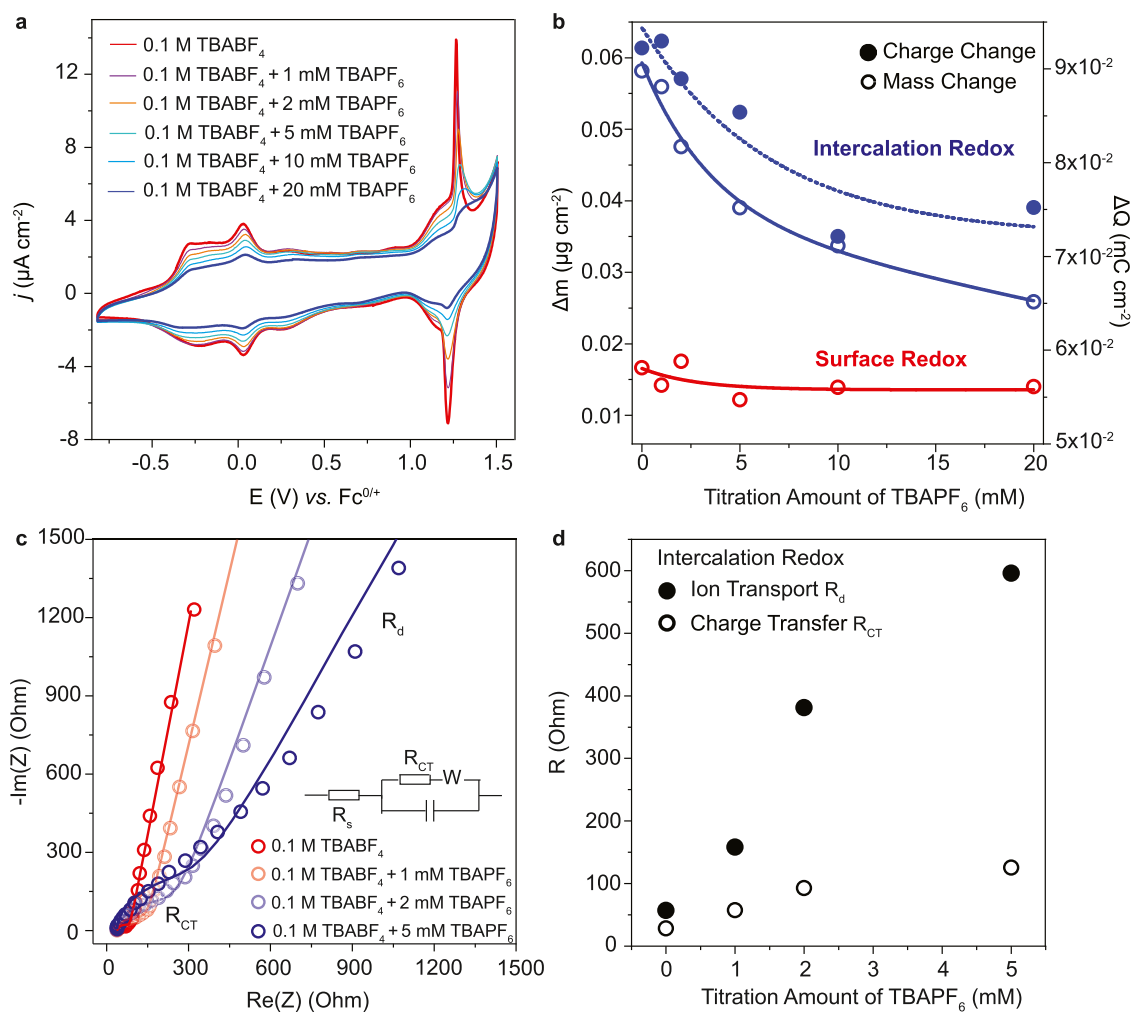 a
0.1 M TBABF₄
0.1 M TBABF₄ + 1 mM TBAPF₆
0.1 M TBABF₄ + 2 mM TBAPF₆
0.1 M TBABF₄ + 5 mM TBAPF₆
0.1 M TBABF₄ + 10 mM TBAPF₆
0.1 M TBABF₄ + 20 mM TBAPF₆
12
8
4
0
-4
-8
j (μA cm⁻²)
-0.5 0.0 0.5 1.0 1.5
E (V) vs. Fc⁰ᐟ⁺
b
Charge Change
Mass Change
Intercalation Redox
Surface Redox
0.06
0.05
0.04
0.03
0.02
0.01
Δm (μg cm⁻²)
9x10⁻²
8x10⁻²
7x10⁻²
6x10⁻²
5x10⁻²
ΔQ (mC cm⁻²)
0 5 10 15 20
Titration Amount of TBAPF₆ (mM)
c
1500
1200
900
600
300
0
-Im(Z) (Ohm)
R_d
R_CT
R_CT
W
R_s
0.1 M TBABF₄
0.1 M TBABF₄ + 1 mM TBAPF₆
0.1 M TBABF₄ + 2 mM TBAPF₆
0.1 M TBABF₄ + 5 mM TBAPF₆
0 300 600 900 1200 1500
Re(Z) (Ohm)
d
Intercalation Redox
Ion Transport R_d
Charge Transfer R_CT
600
500
400
300
200
100
0
R (Ohm)
0 1 2 3 4 5
Titration Amount of TBAPF₆ (mM)